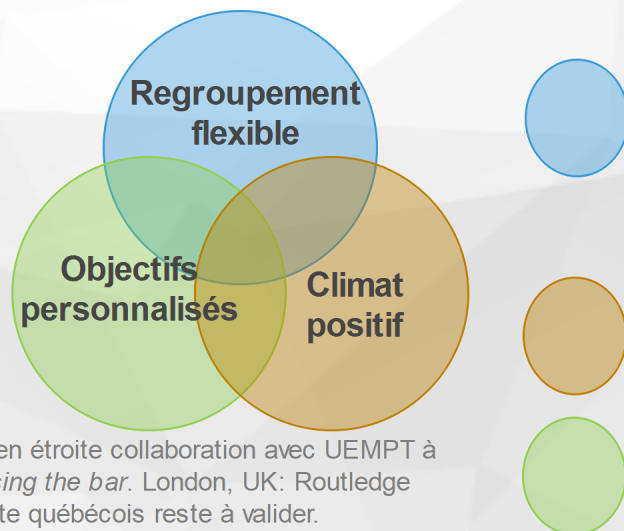 Regroupement
flexible
Objectifs
personnalisés
Climat
positif
en étroite collaboration avec UEMPT à
sing the bar. London, UK: Routledge
te québécois reste à valider.